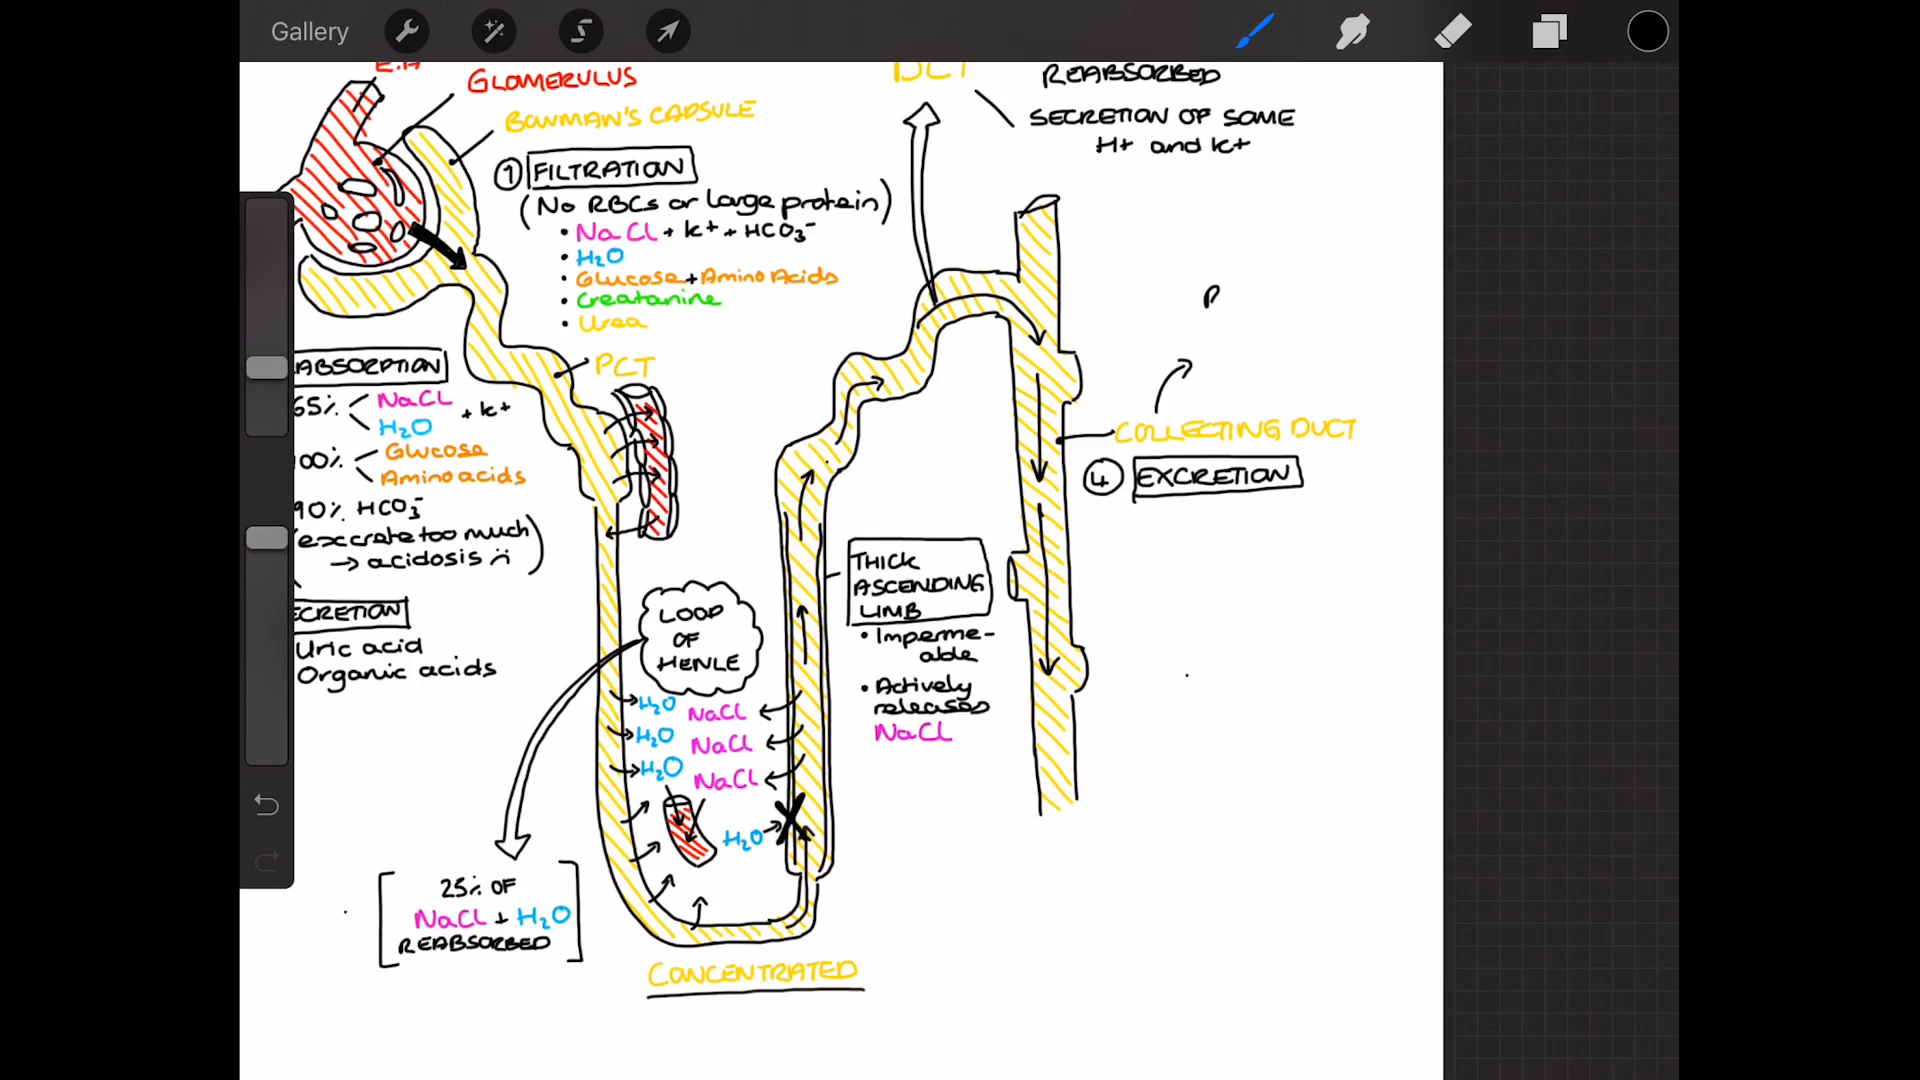 Gallery
GLOMERULUS
BOWMAN'S CAPSULE
① FILTRATION
(No RBCs or large protein)
• NaCl + K+ + HCO3-
• H2O
• Glucose + Amino Acids
• Creatanine
• Urea
PCT
ABSORPTION
65% NaCl + K+
H2O
100% Glucose
Amino acids
90% HCO3-
(excrate too much
→ acidosis :()
ECRETION
Uric acid
Organic acids
LOOP
OF
HENLE
H2O NaCl
H2O NaCl
H2O NaCl
H2O
25% OF
NaCl + H2O
REABSORBED
CONCENTRATED
THICK
ASCENDING
LIMB
• Imperme-
able
• Actively
releases
NaCl
DCT
REABSORBED
SECRETION OF SOME
H+ and K+
COLLECTING DUCT
④ EXCRETION